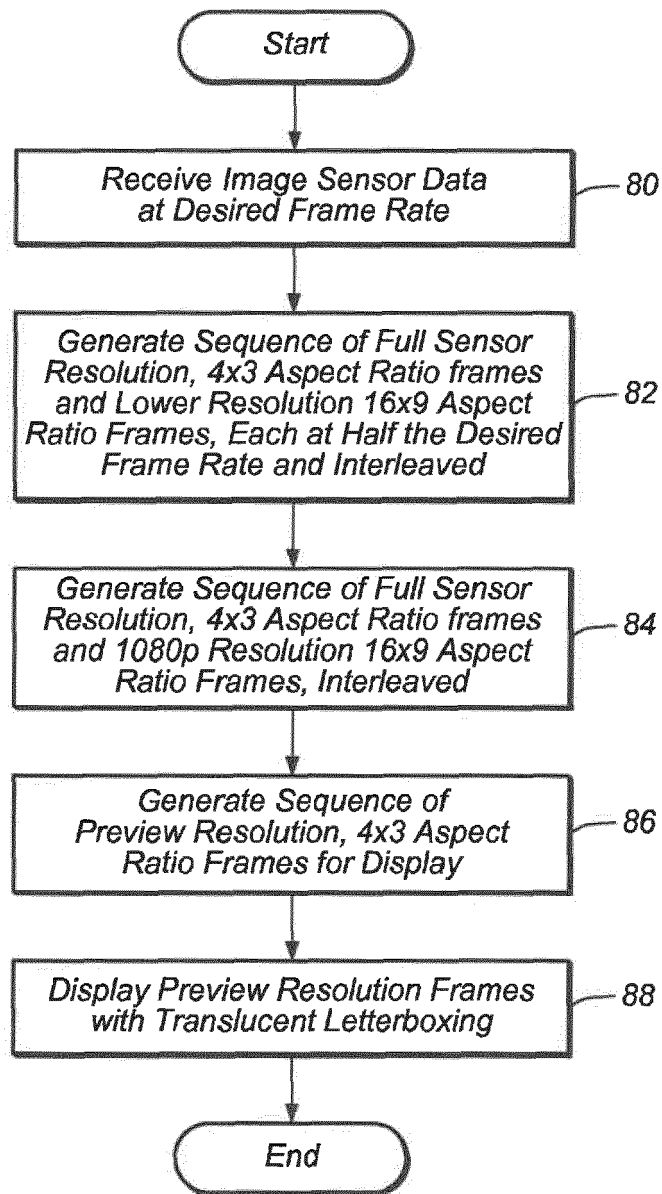 Start
Receive Image Sensor Data
at Desired Frame Rate
80
Generate Sequence of Full Sensor
Resolution, 4x3 Aspect Ratio frames
and Lower Resolution 16x9 Aspect
Ratio Frames, Each at Half the Desired
Frame Rate and Interleaved
82
Generate Sequence of Full Sensor
Resolution, 4x3 Aspect Ratio frames
and 1080p Resolution 16x9 Aspect
Ratio Frames, Interleaved
84
Generate Sequence of
Preview Resolution, 4x3 Aspect
Ratio Frames for Display
86
Display Preview Resolution Frames
with Translucent Letterboxing
88
End